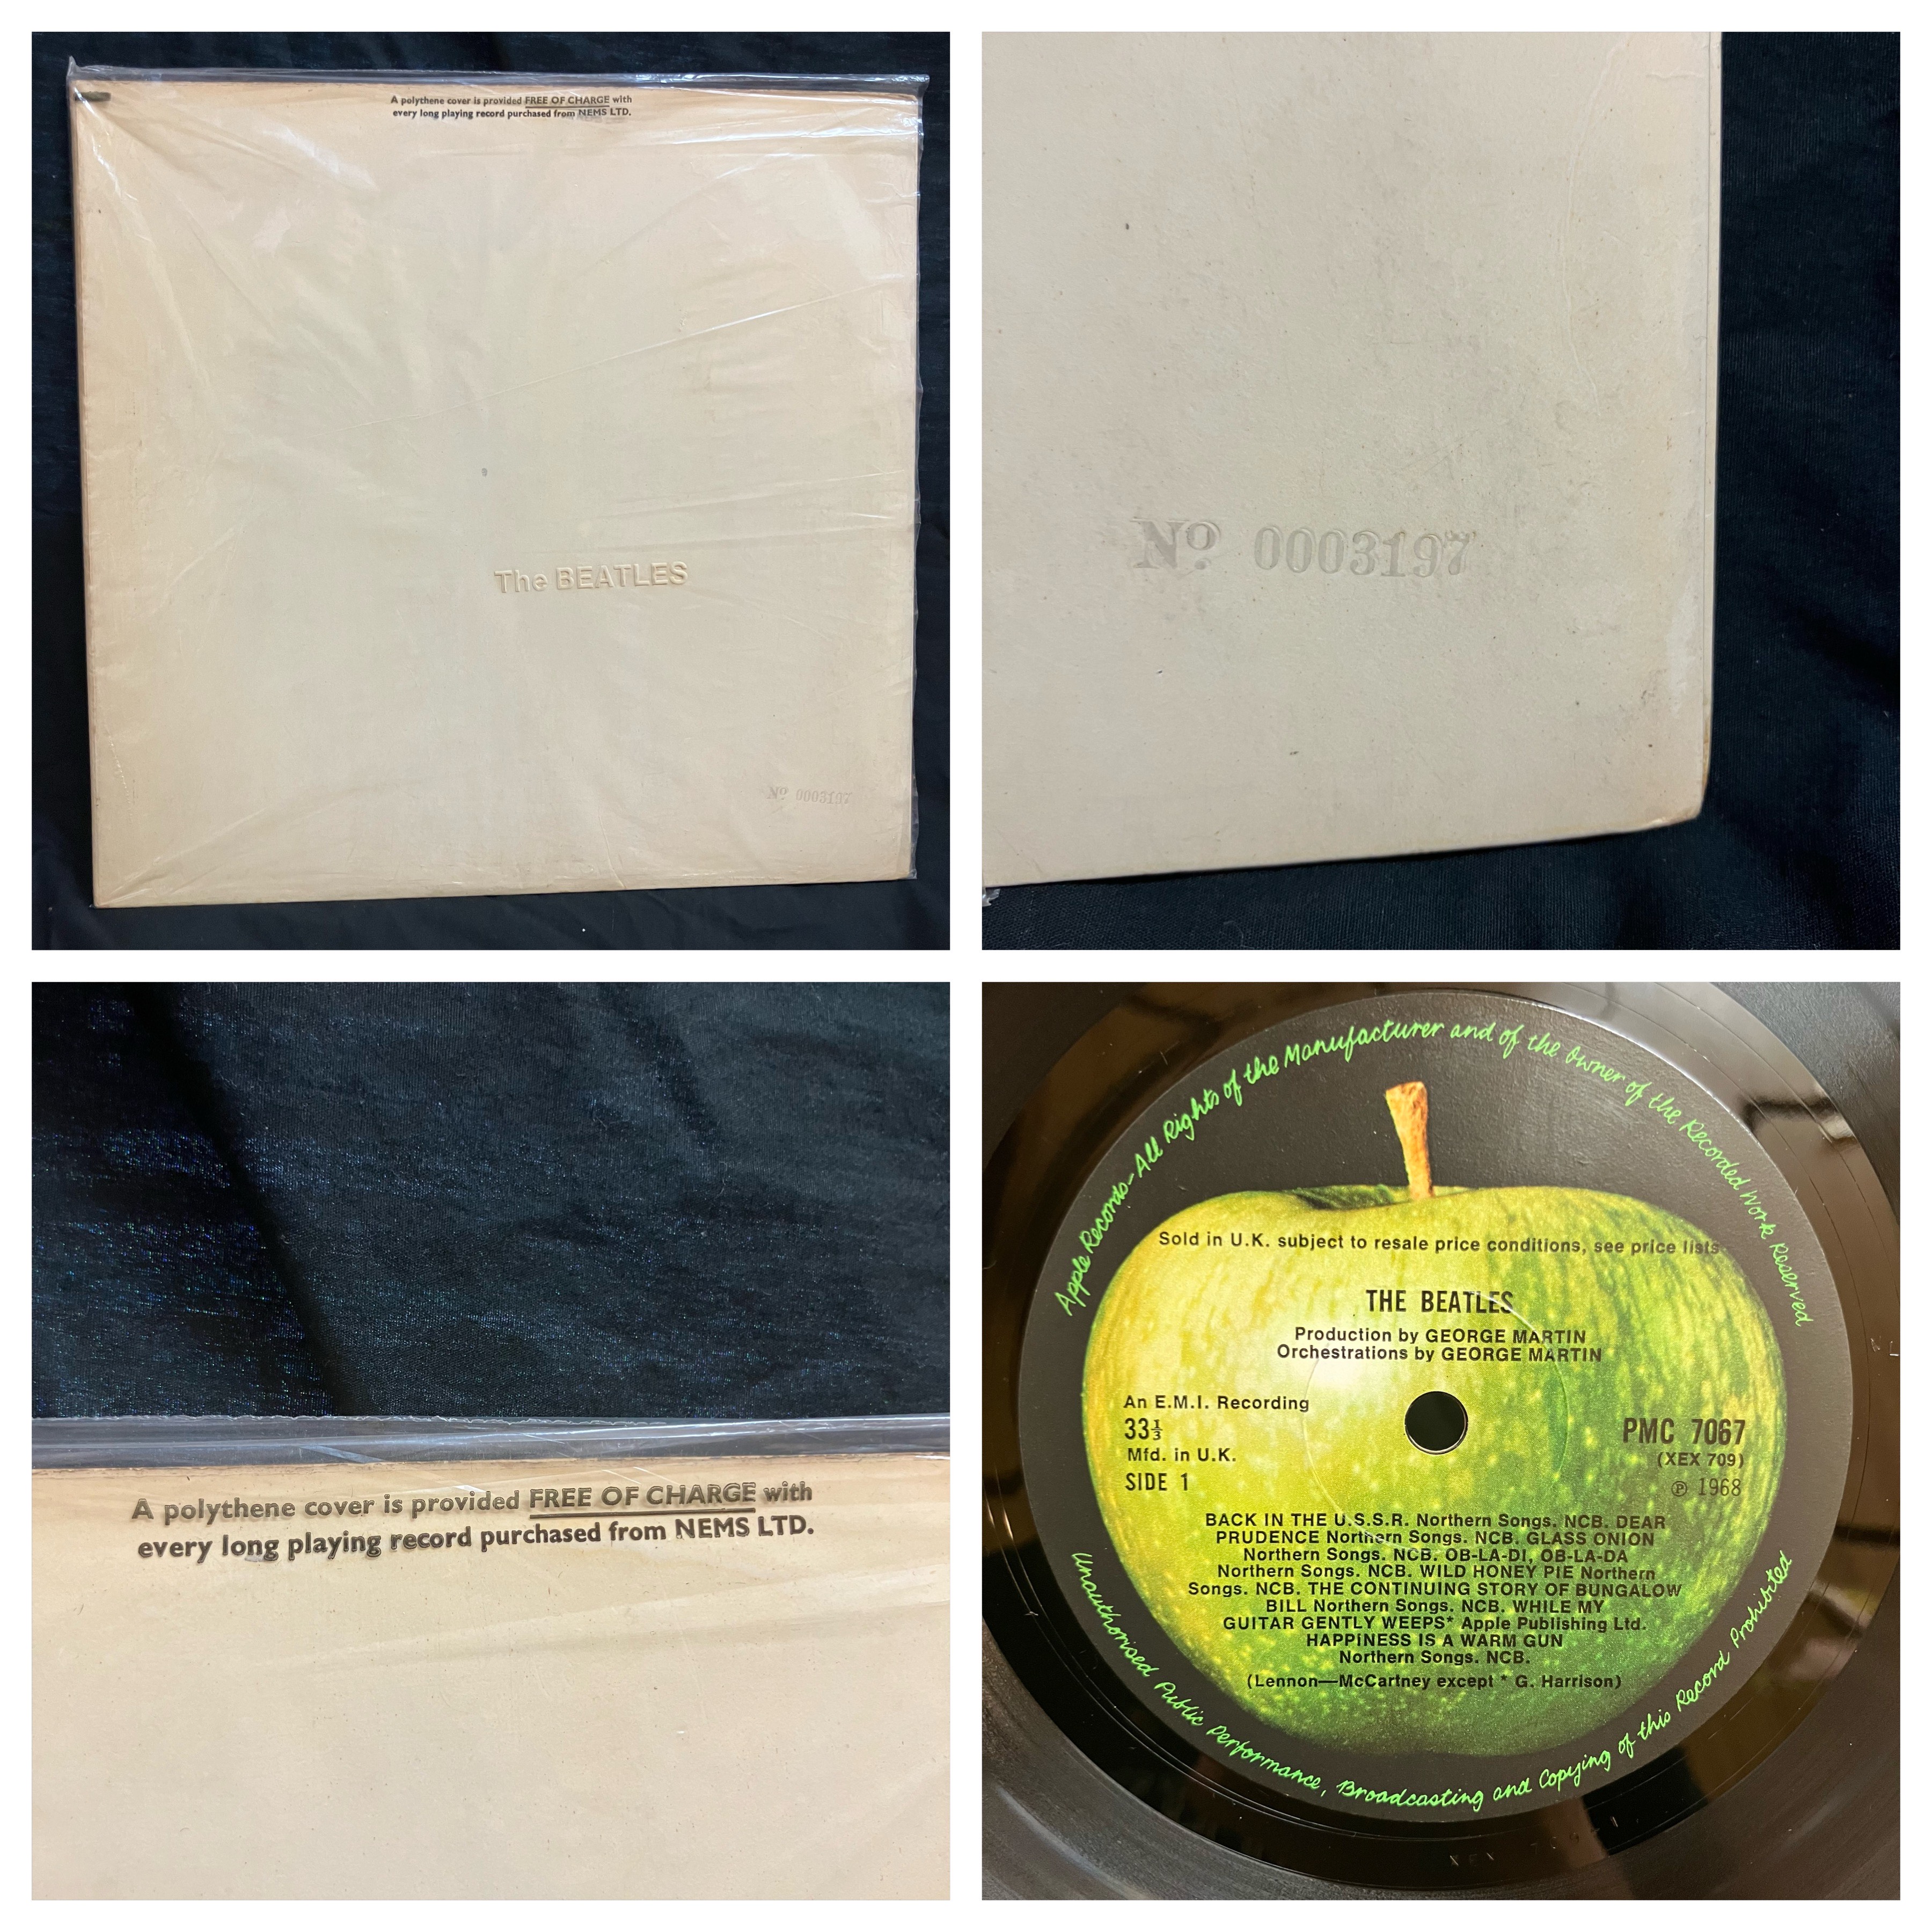 A polythene cover is provided FREE OF CHARGE with
every long playing record purchased from NEMS LTD.
The BEATLES
Nº 0003197
Nº 0003197
A polythene cover is provided FREE OF CHARGE with
every long playing record purchased from NEMS LTD.
Apple Records-All Rights of the Manufacturer and of the Owner of the Recorded Work Reserved
Sold in U.K. subject to resale price conditions, see price lists
THE BEATLES
Production by GEORGE MARTIN
Orchestrations by GEORGE MARTIN
An E.M.I. Recording
33⅓
Mfd. in U.K.
SIDE 1
PMC 7067
(XEX 709)
℗ 1968
BACK IN THE U.S.S.R. Northern Songs. NCB. DEAR
PRUDENCE Northern Songs. NCB. GLASS ONION
Northern Songs. NCB. OB-LA-DI, OB-LA-DA
Northern Songs. NCB. WILD HONEY PIE Northern
Songs. NCB. THE CONTINUING STORY OF BUNGALOW
BILL Northern Songs. NCB. WHILE MY
GUITAR GENTLY WEEPS* Apple Publishing Ltd.
HAPPINESS IS A WARM GUN
Northern Songs. NCB.
(Lennon—McCartney except * G. Harrison)
Unauthorised Public Performance, Broadcasting and Copying of this Record Prohibited
XEX